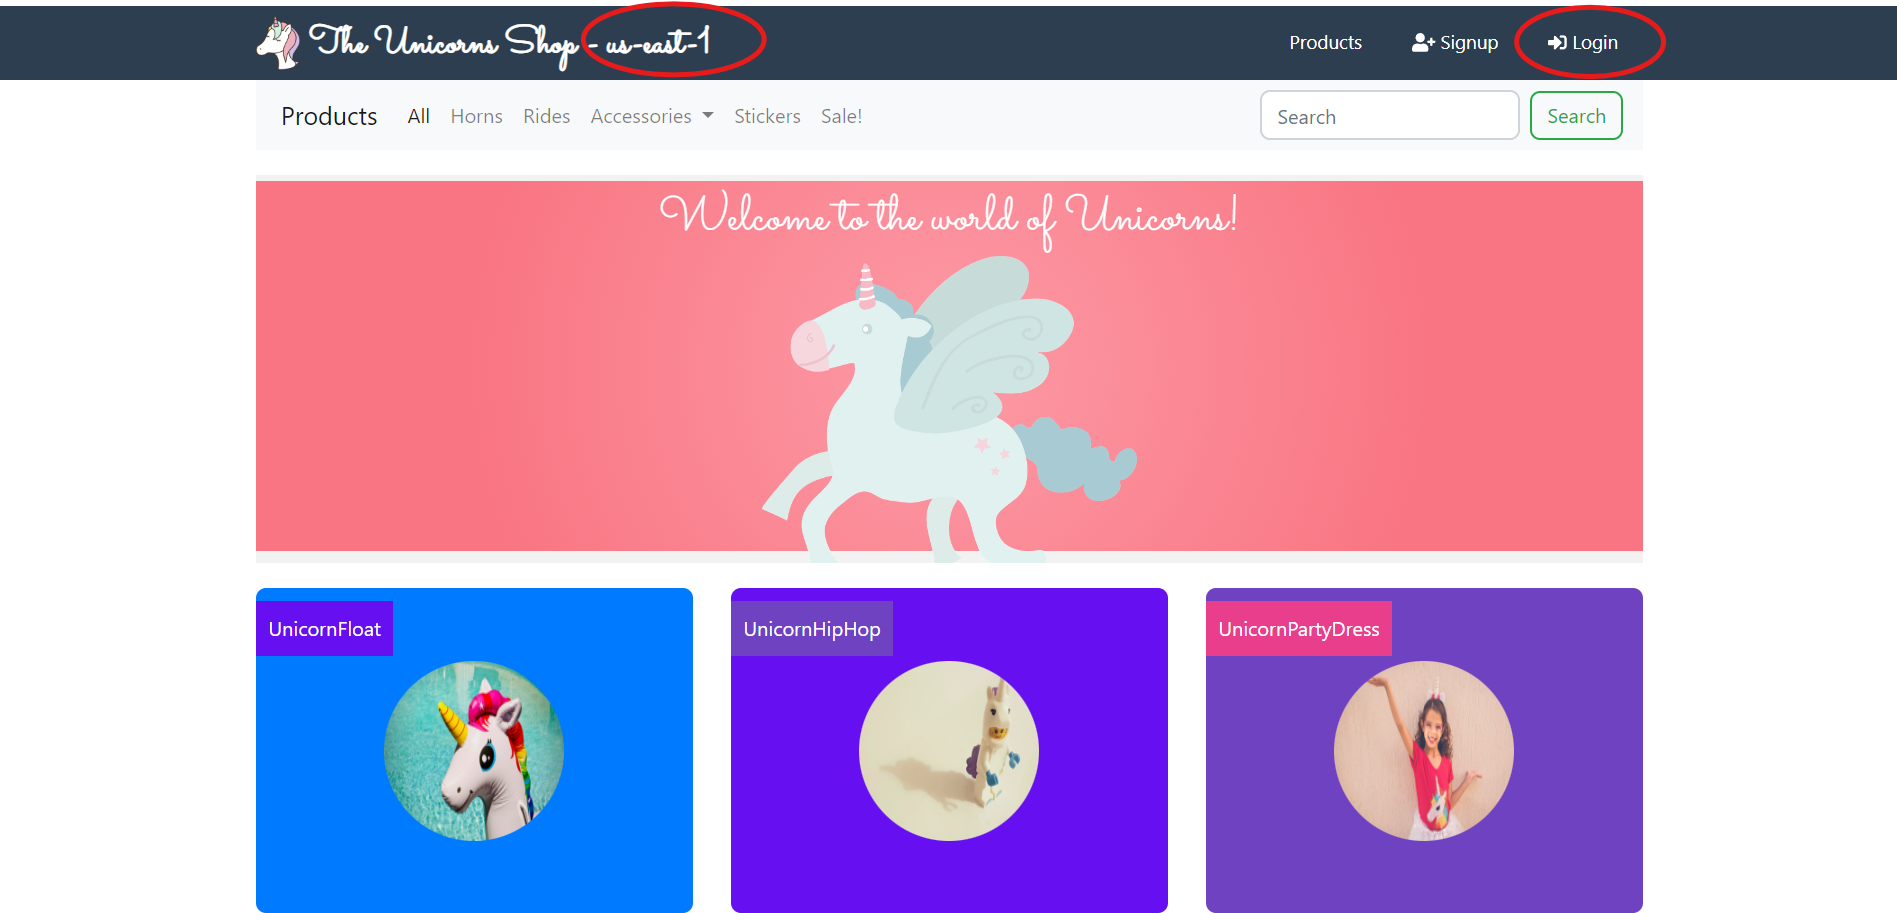 The Unicorns Shop - us-east-1
Products Signup Login
Products All Horns Rides Accessories Stickers Sale!
Search Search
Welcome to the world of Unicorns!
UnicornFloat
UnicornHipHop
UnicornPartyDress